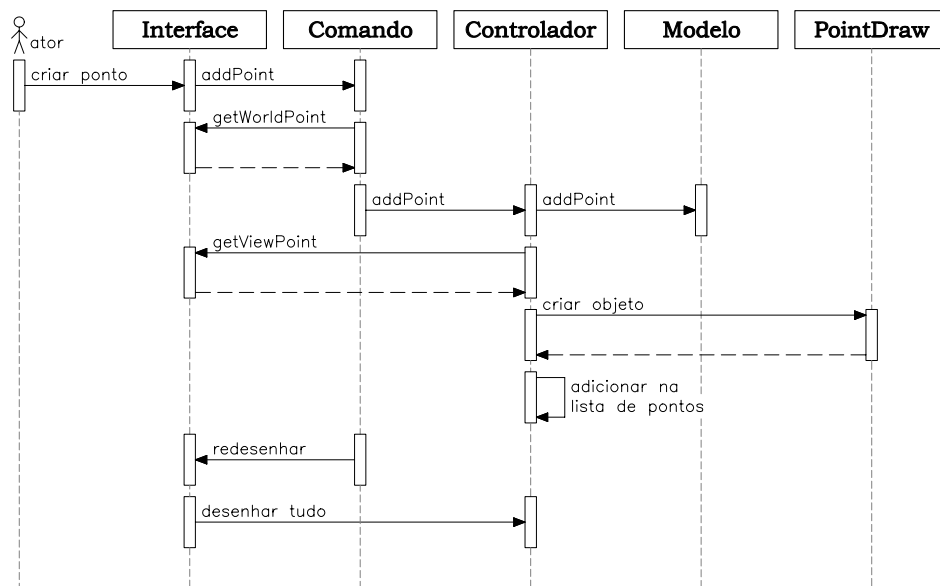 ator
Interface
Comando
Controlador
Modelo
PointDraw
criar ponto
addPoint
getWorldPoint
addPoint
addPoint
getViewPoint
criar objeto
adicionar na
lista de pontos
redesenhar
desenhar tudo